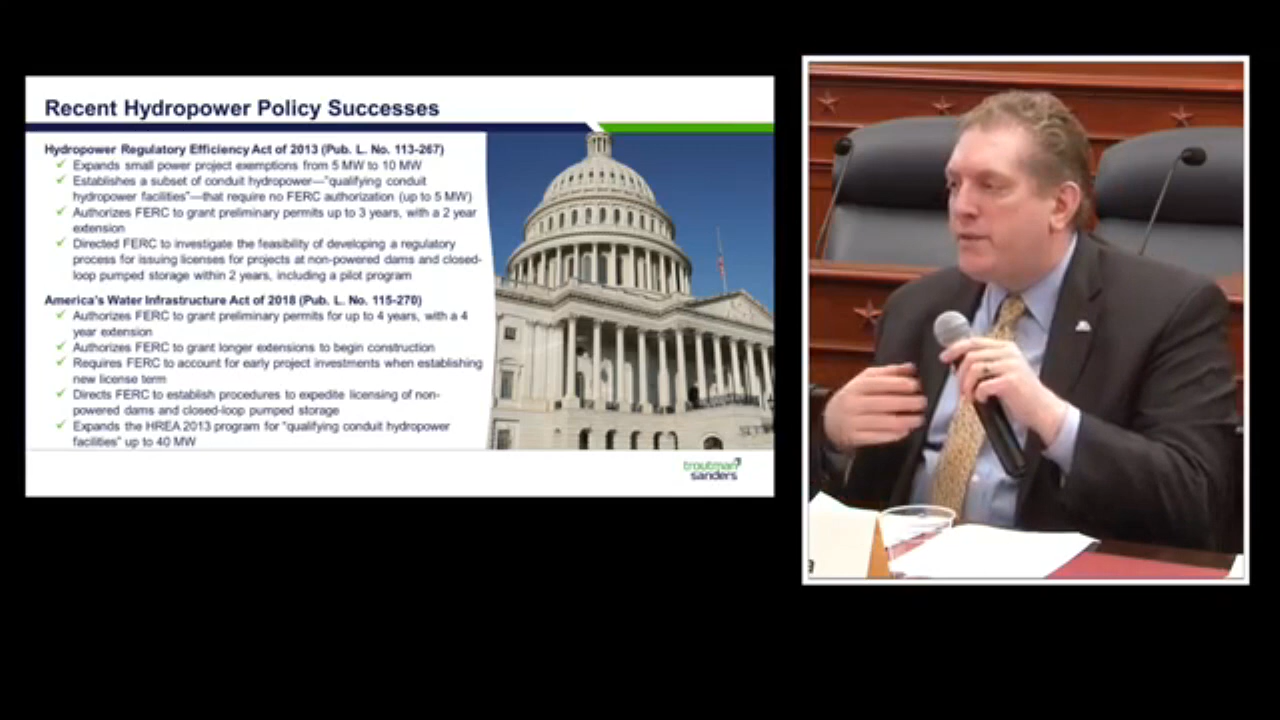 Recent Hydropower Policy Successes
Hydropower Regulatory Efficiency Act of 2013 (Pub. L. No. 113-267)
Expands small power project exemptions from 5 MW to 10 MW
Establishes a subset of conduit hydropower—"qualifying conduit
hydropower facilities"—that require no FERC authorization (up to 5 MW)
Authorizes FERC to grant preliminary permits up to 3 years, with a 2 year
extension
Directed FERC to investigate the feasibility of developing a regulatory
process for issuing licenses for projects at non-powered dams and closed-
loop pumped storage within 2 years, including a pilot program
America's Water Infrastructure Act of 2018 (Pub. L. No. 115-270)
Authorizes FERC to grant preliminary permits for up to 4 years, with a 4
year extension
Authorizes FERC to grant longer extensions to begin construction
Requires FERC to account for early project investments when establishing
new license term
Directs FERC to establish procedures to expedite licensing of non-
powered dams and closed-loop pumped storage
Expands the HREA 2013 program for "qualifying conduit hydropower
facilities" up to 40 MW
troutman
sanders